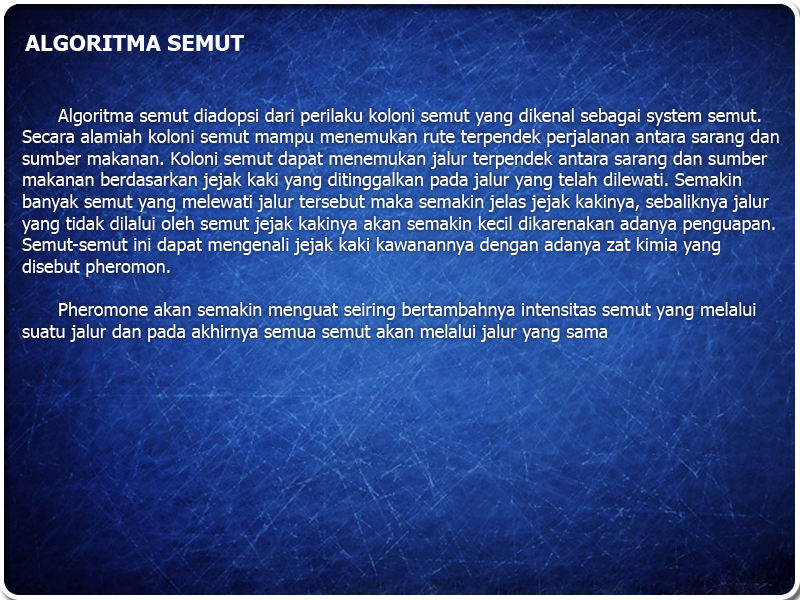 ALGORITMA SEMUT
Algoritma semut diadopsi dari perilaku koloni semut yang dikenal sebagai system semut.
Secara alamiah koloni semut mampu menemukan rute terpendek perjalanan antara sarang dan
sumber makanan. Koloni semut dapat menemukan jalur terpendek antara sarang dan sumber
makanan berdasarkan jejak kaki yang ditinggalkan pada jalur yang telah dilewati. Semakin
banyak semut yang melewati jalur tersebut maka semakin jelas jejak kakinya, sebaliknya jalur
yang tidak dilalui oleh semut jejak kakinya akan semakin kecil dikarenakan adanya penguapan.
Semut-semut ini dapat mengenali jejak kaki kawanannya dengan adanya zat kimia yang
disebut pheromon.
Pheromone akan semakin menguat seiring bertambahnya intensitas semut yang melalui
suatu jalur dan pada akhirnya semua semut akan melalui jalur yang sama